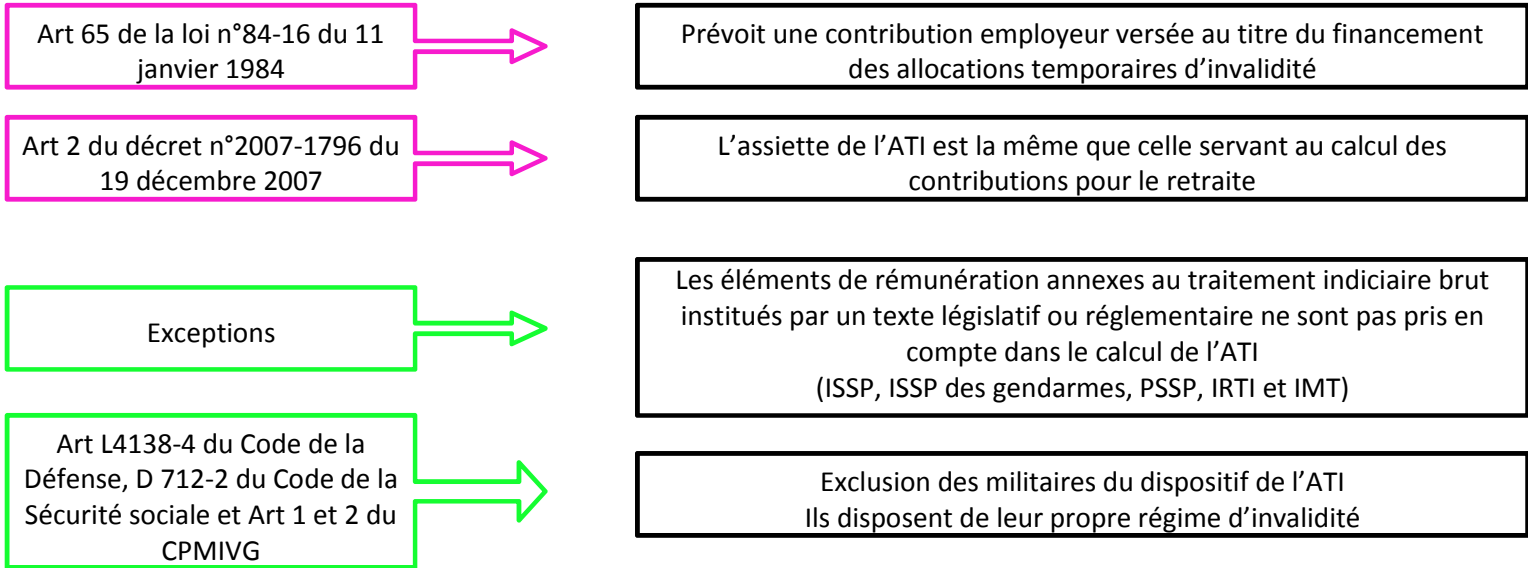 Art 65 de la loi n°84-16 du 11
janvier 1984
Prévoit une contribution employeur versée au titre du financement
des allocations temporaires d’invalidité
Art 2 du décret n°2007-1796 du
19 décembre 2007
L’assiette de l’ATI est la même que celle servant au calcul des
contributions pour le retraite
Exceptions
Les éléments de rémunération annexes au traitement indiciaire brut
institués par un texte législatif ou réglementaire ne sont pas pris en
compte dans le calcul de l’ATI
(ISSP, ISSP des gendarmes, PSSP, IRTI et IMT)
Art L4138-4 du Code de la
Défense, D 712-2 du Code de la
Sécurité sociale et Art 1 et 2 du
CPMIVG
Exclusion des militaires du dispositif de l’ATI
Ils disposent de leur propre régime d’invalidité